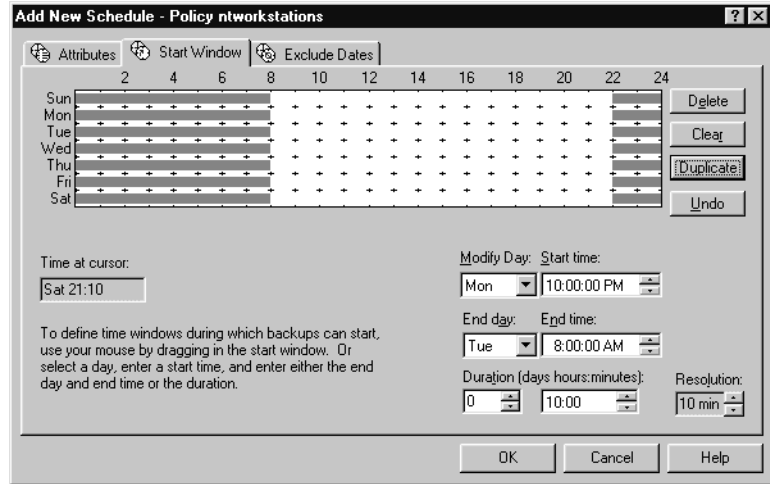 Add New Schedule - Policy ntworkstations
Attributes
Start Window
Exclude Dates
2 4 6 8 10 12 14 16 18 20 22 24
Sun
Mon
Tue
Wed
Thu
Fri
Sat
Delete
Clear
Duplicate
Undo
Time at cursor:
Sat 21:10
To define time windows during which backups can start,
use your mouse by dragging in the start window. Or
select a day, enter a start time, and enter either the end
day and end time or the duration.
Modify Day: Start time:
Mon 10:00:00 PM
End day: End time:
Tue 8:00:00 AM
Duration (days hours:minutes): Resolution:
0 10:00 10 min
OK Cancel Help